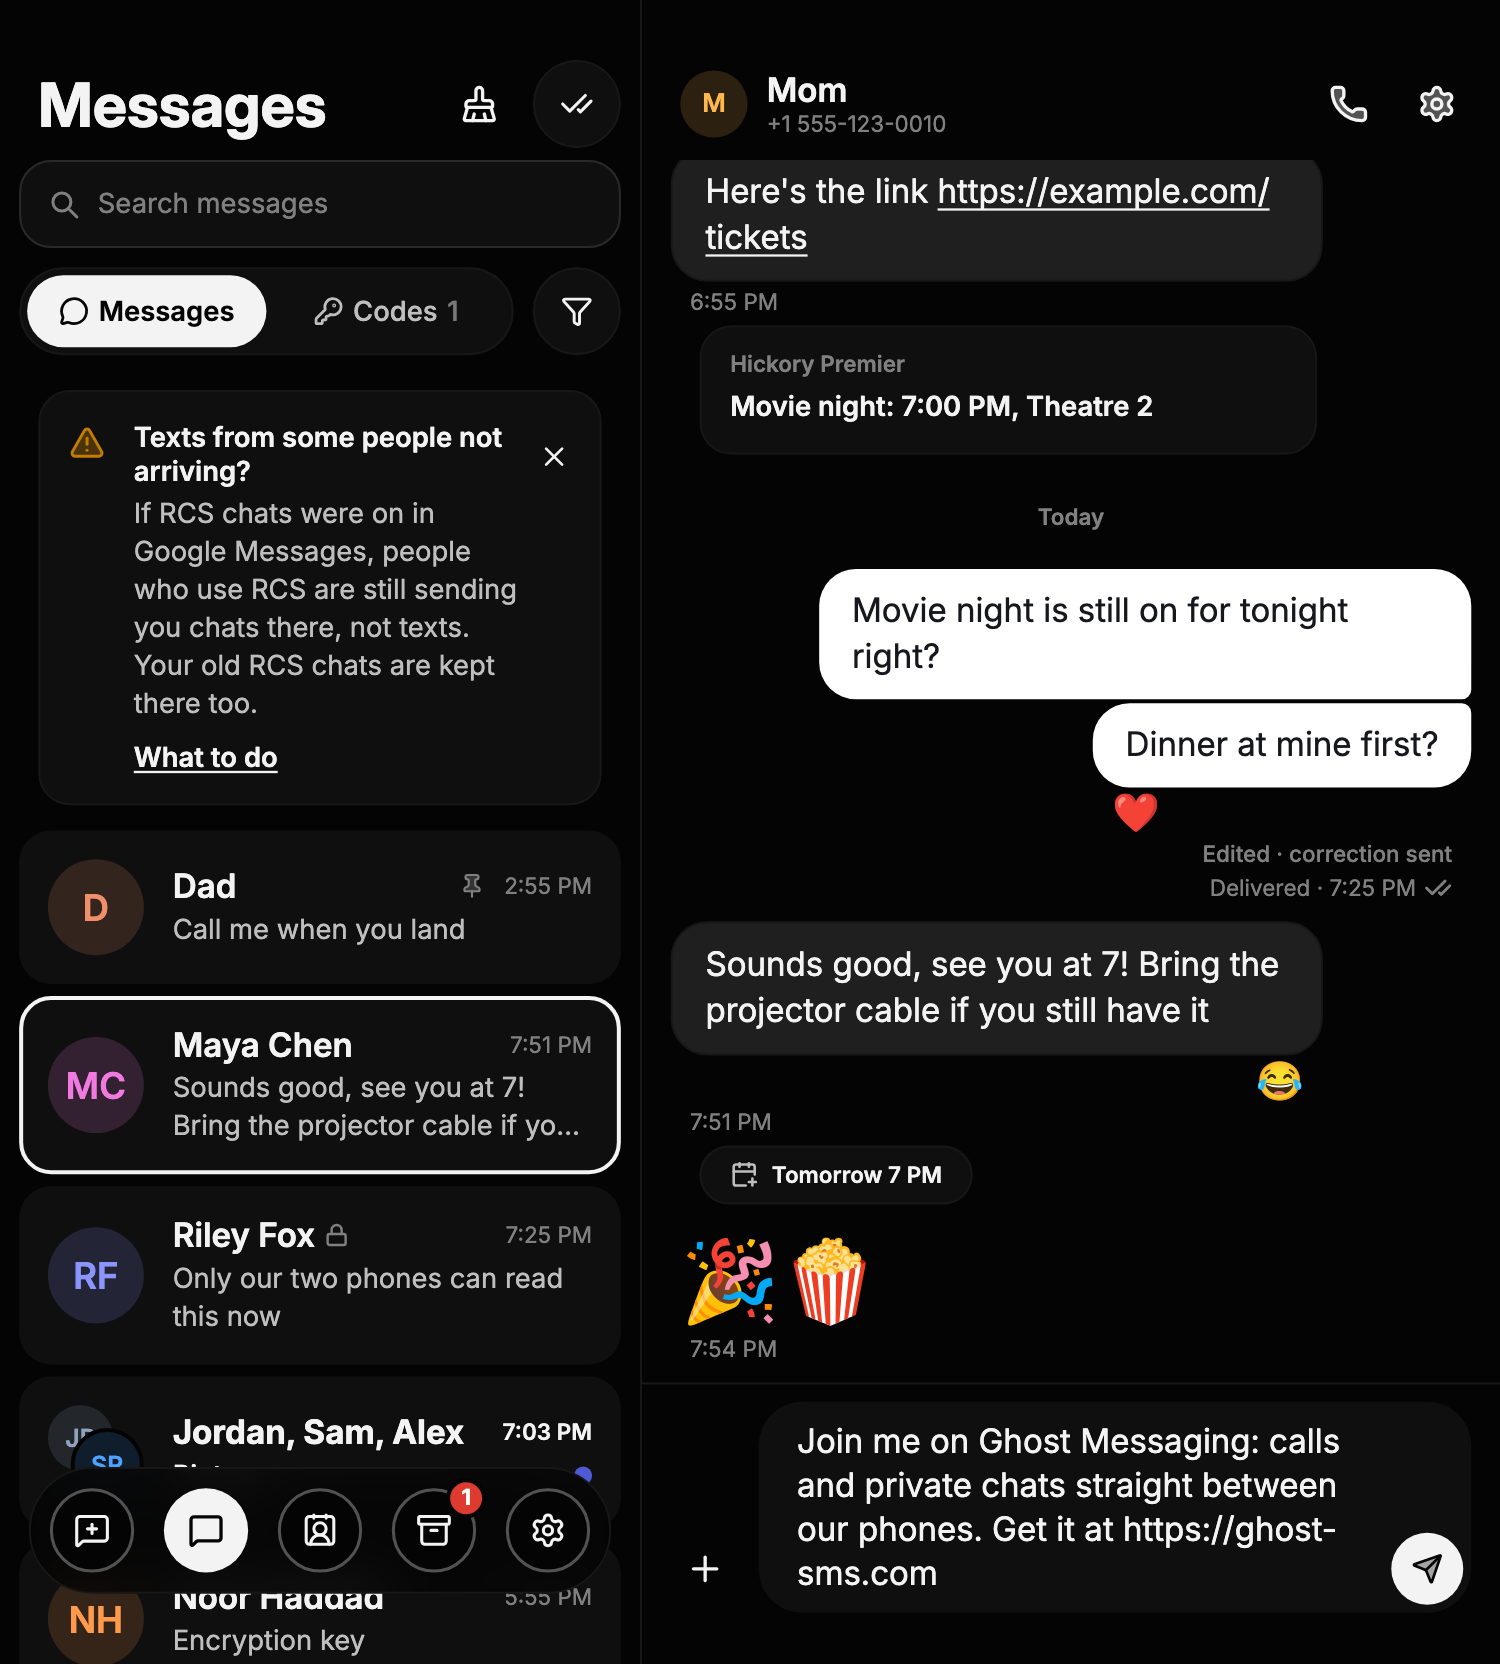 Messages
Search messages
Messages
Codes 1
Texts from some people not
arriving?
If RCS chats were on in
Google Messages, people
who use RCS are still sending
you chats there, not texts.
Your old RCS chats are kept
there too.
What to do
D
Dad
2:55 PM
Call me when you land
MC
Maya Chen
7:51 PM
Sounds good, see you at 7!
Bring the projector cable if yo...
RF
Riley Fox
7:25 PM
Only our two phones can read
this now
SR
Jordan, Sam, Alex
7:03 PM
1
NH
Noor Haddad
5:55 PM
Encryption key
M
Mom
+1 555-123-0010
Here's the link https://example.com/
tickets
6:55 PM
Hickory Premier
Movie night: 7:00 PM, Theatre 2
Today
Movie night is still on for tonight
right?
Dinner at mine first?
Edited · correction sent
Delivered · 7:25 PM
Sounds good, see you at 7! Bring the
projector cable if you still have it
7:51 PM
Tomorrow 7 PM
7:54 PM
Join me on Ghost Messaging: calls
and private chats straight between
our phones. Get it at https://ghost-
sms.com